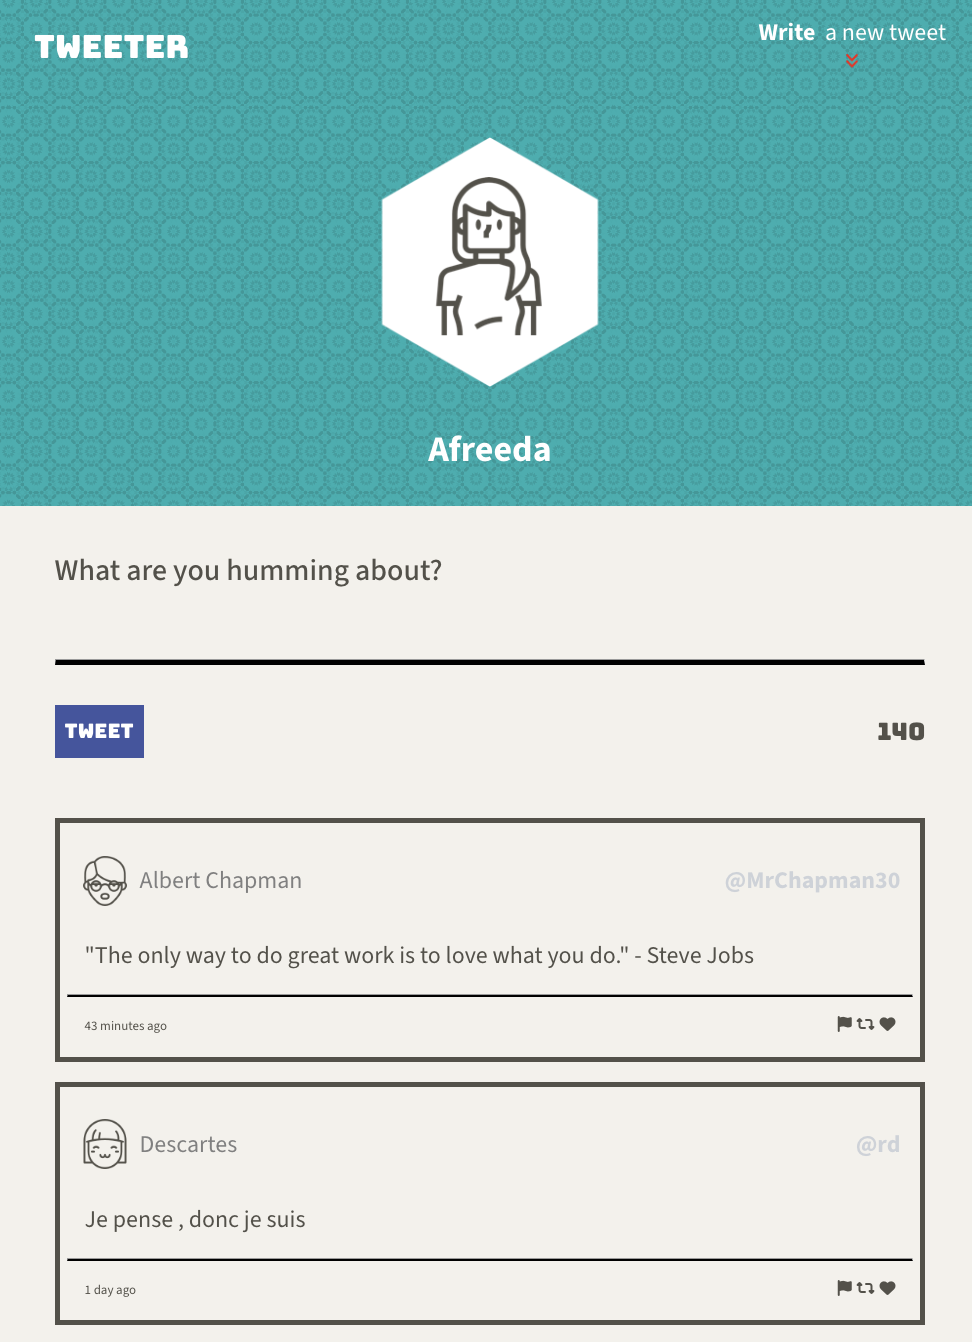 TWEETER
Write a new tweet
Afreeda
What are you humming about?
TWEET
140
Albert Chapman
@MrChapman30
"The only way to do great work is to love what you do." - Steve Jobs
43 minutes ago
Descartes
@rd
Je pense , donc je suis
1 day ago